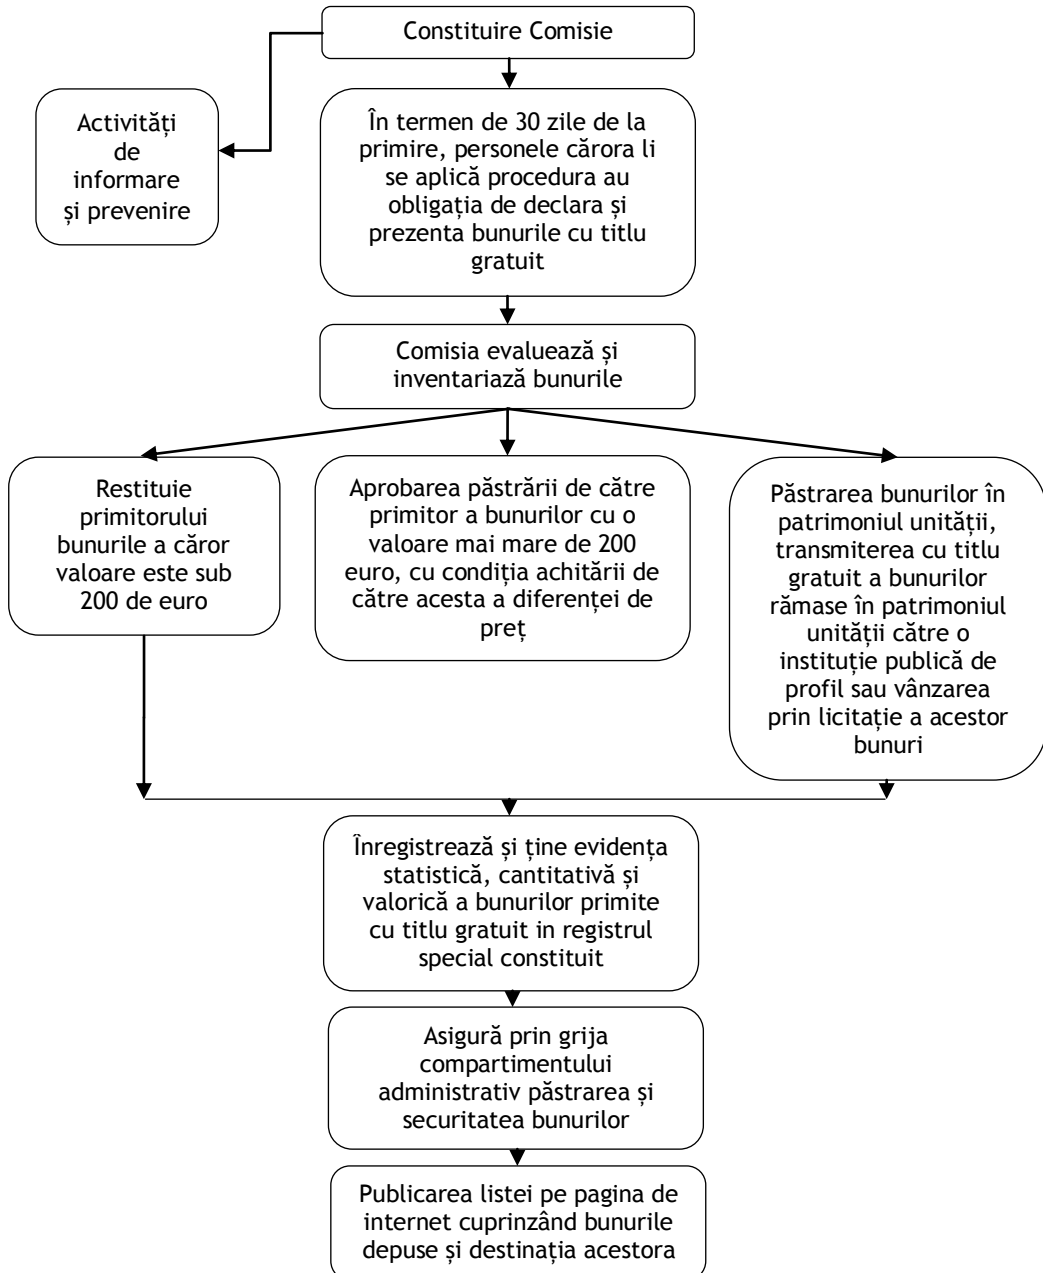 Constituire Comisie
Activități
de
informare
și prevenire
În termen de 30 zile de la
primire, personele cărora li
se aplică procedura au
obligația de declara și
prezenta bunurile cu titlu
gratuit
Comisia evaluează și
inventariază bunurile
Restituie
primitorului
bunurile a căror
valoare este sub
200 de euro
Aprobarea păstrării de către
primitor a bunurilor cu o
valoare mai mare de 200
euro, cu condiția achitării de
către acesta a diferenței de
preț
Păstrarea bunurilor în
patrimoniul unității,
transmiterea cu titlu
gratuit a bunurilor
rămase în patrimoniul
unității către o
instituție publică de
profil sau vânzarea
prin licitație a acestor
bunuri
Înregistrează și ține evidența
statistică, cantitativă și
valorică a bunurilor primite
cu titlu gratuit in registrul
special constituit
Asigură prin grija
compartimentului
administrativ păstrarea și
securitatea bunurilor
Publicarea listei pe pagina de
internet cuprinzând bunurile
depuse și destinația acestora